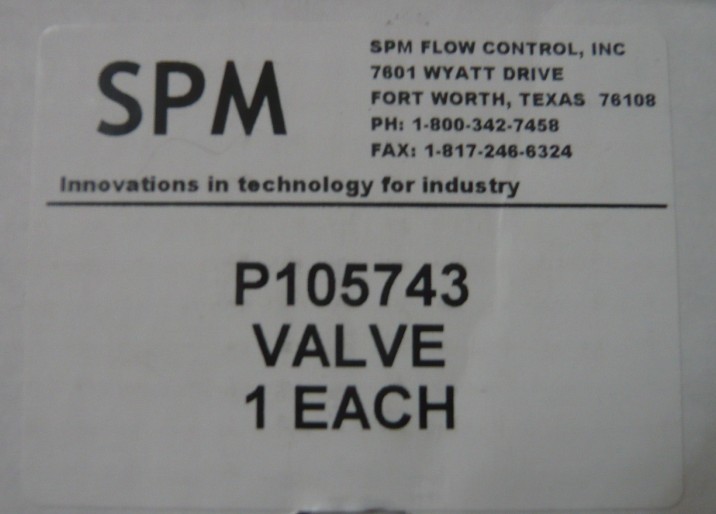 SPM
SPM FLOW CONTROL, INC
7601 WYATT DRIVE
FORT WORTH, TEXAS 76108
PH: 1-800-342-7458
FAX: 1-817-246-6324
Innovations in technology for industry
P105743
VALVE
1 EACH